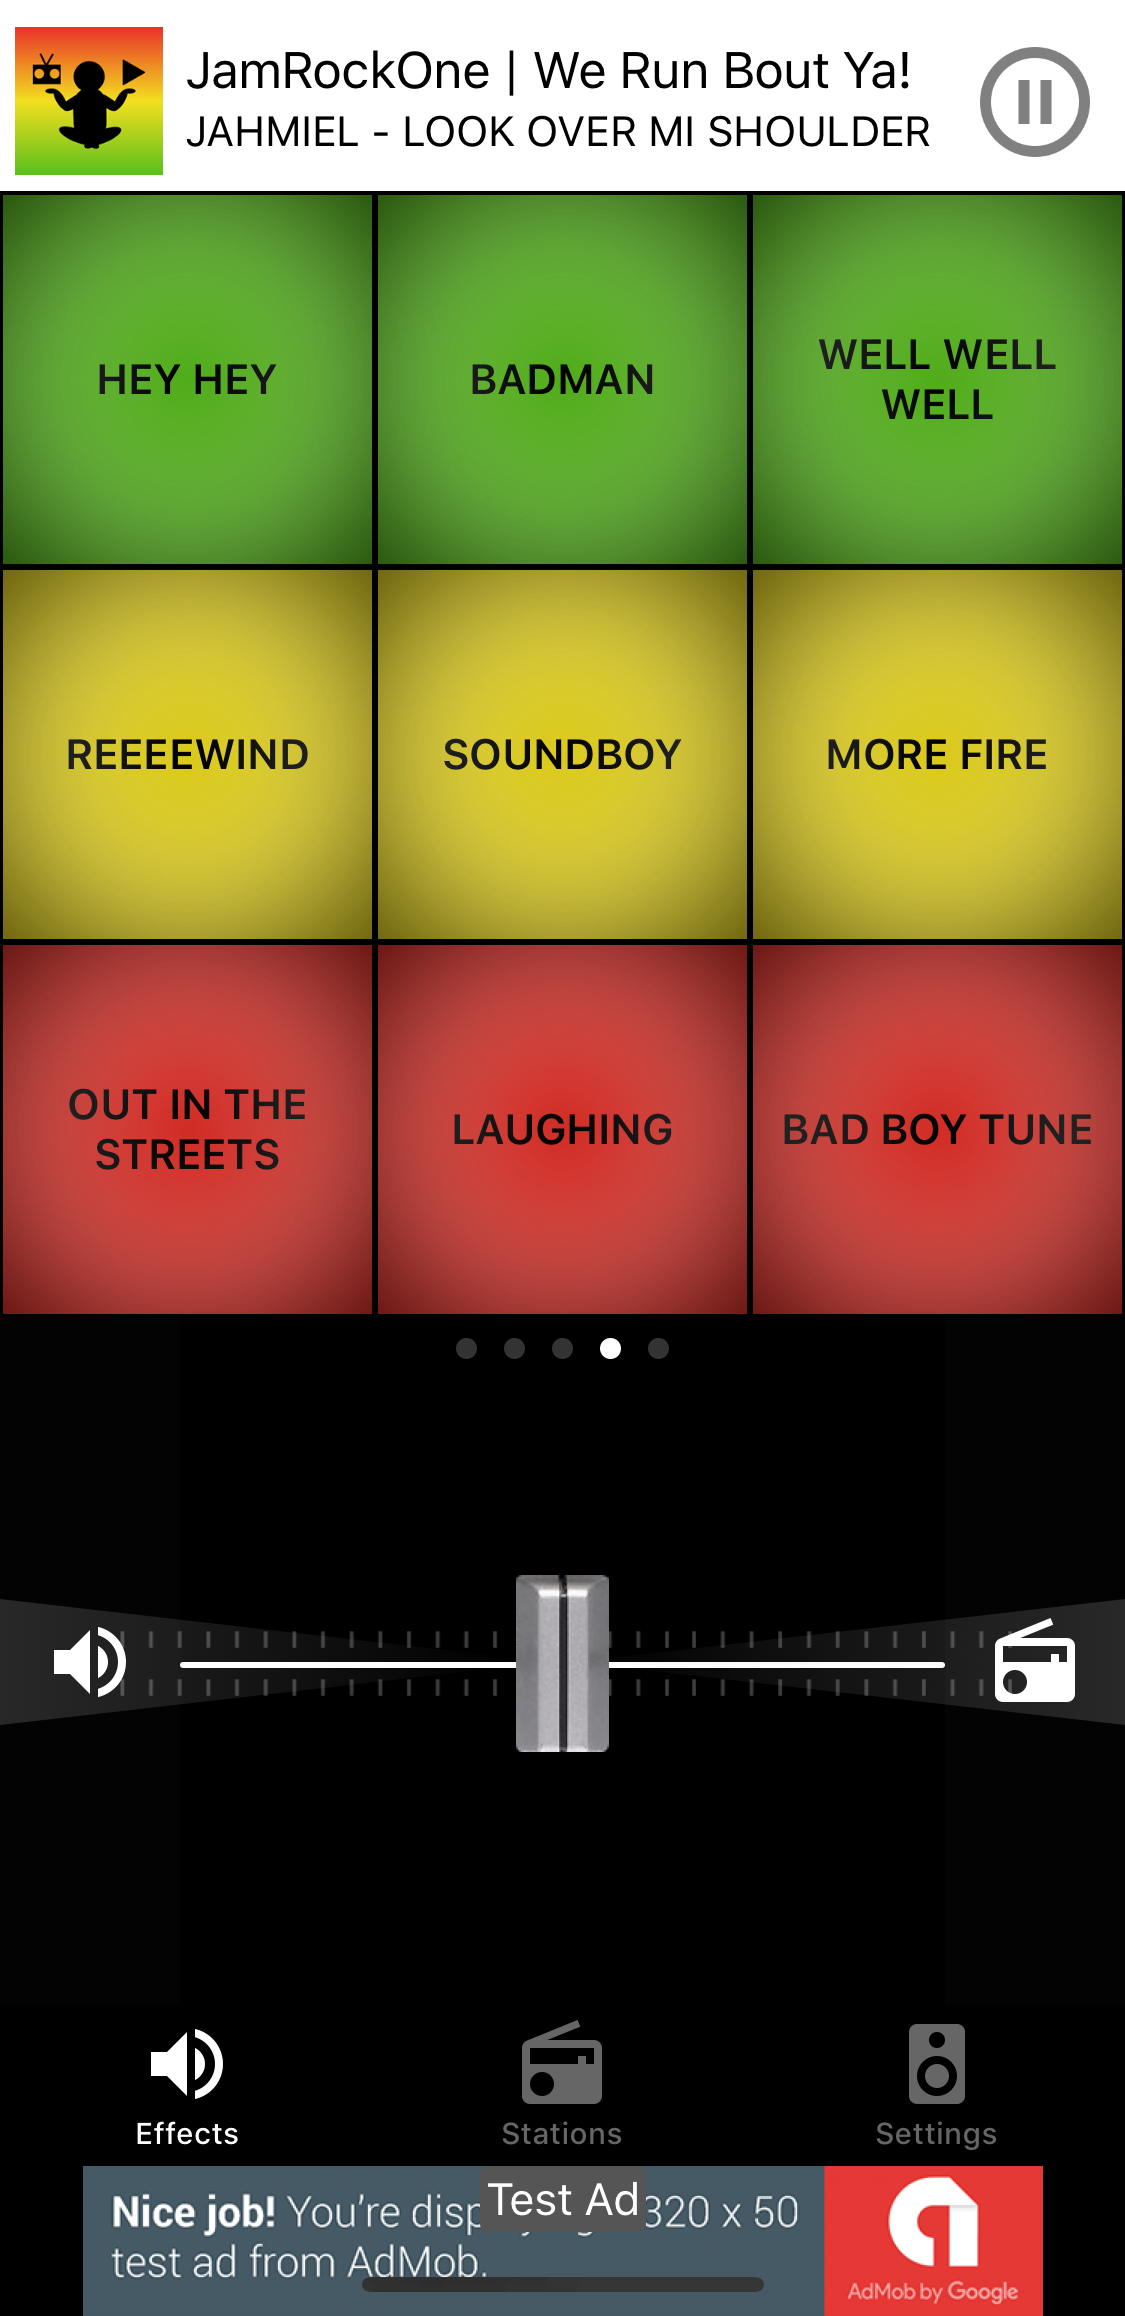 JamRockOne | We Run Bout Ya!
JAHMIEL - LOOK OVER MI SHOULDER
HEY HEY
BADMAN
WELL WELL
WELL
REEEEWIND
SOUNDBOY
MORE FIRE
OUT IN THE
STREETS
LAUGHING
BAD BOY TUNE
Effects
Stations
Settings
Test Ad
Nice job! You're 320 x 50
test ad from AdMob.
AdMob by Google